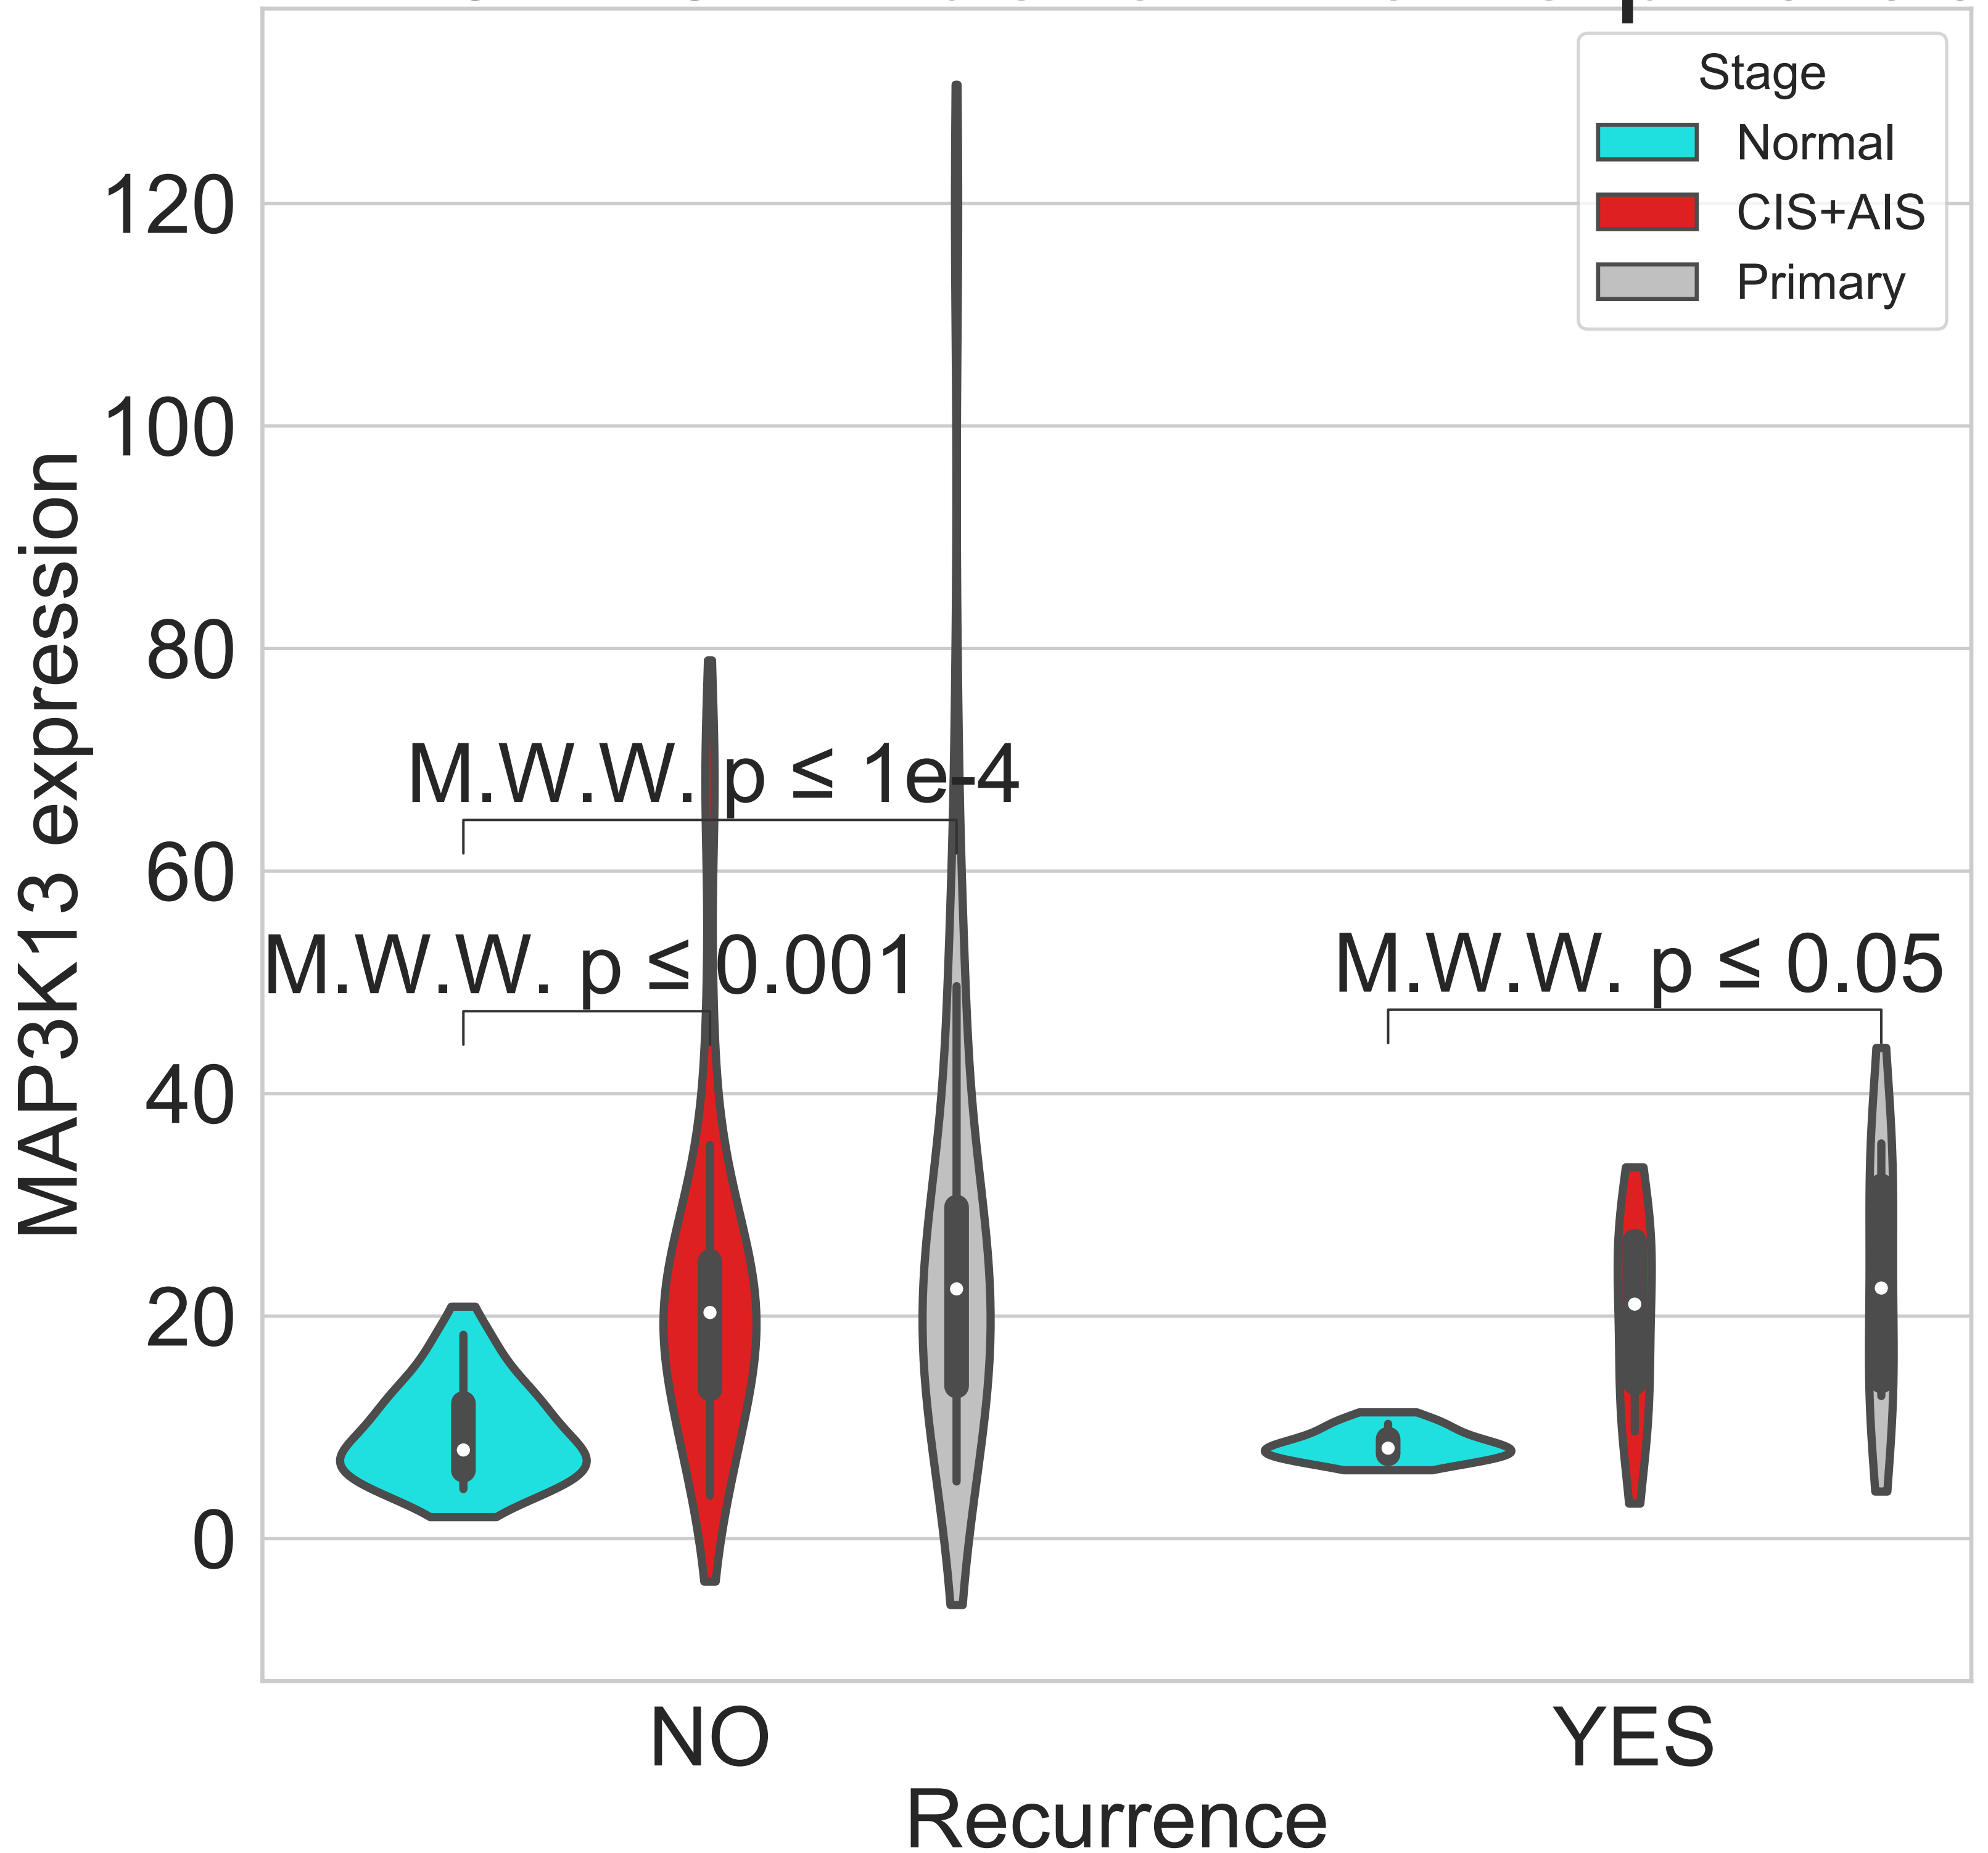 Stage
Normal
CIS+AIS
Primary
120
100
80
60
40
20
0
MAP3K13 expression
M.W.W. p ≤ 1e-4
M.W.W. p ≤ 0.001
M.W.W. p ≤ 0.05
NO
YES
Recurrence